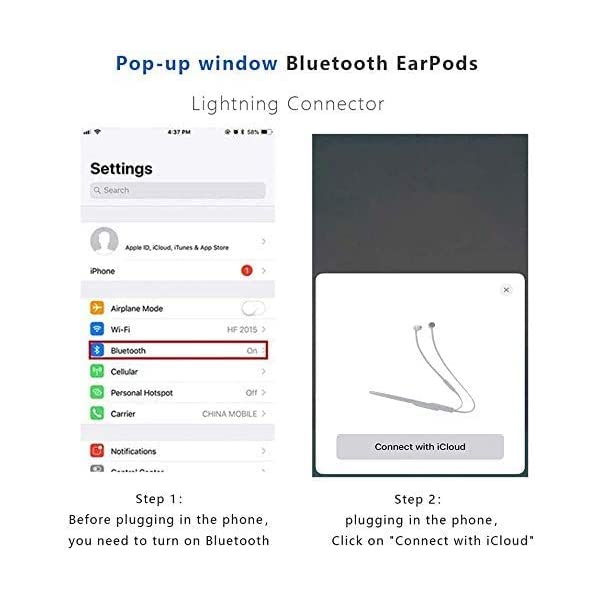 Pop-up window Bluetooth EarPods
Lightning Connector
4:37 PM
58%
Settings
Search
Apple ID, iCloud, iTunes & App Store
iPhone
1
Airplane Mode
Wi-Fi HF 2015
Bluetooth On
Cellular
Personal Hotspot Off
Carrier CHINA MOBILE
Notifications
Control Center
Connect with iCloud
Step 1:
Before plugging in the phone,
you need to turn on Bluetooth
Step 2:
plugging in the phone,
Click on "Connect with iCloud"